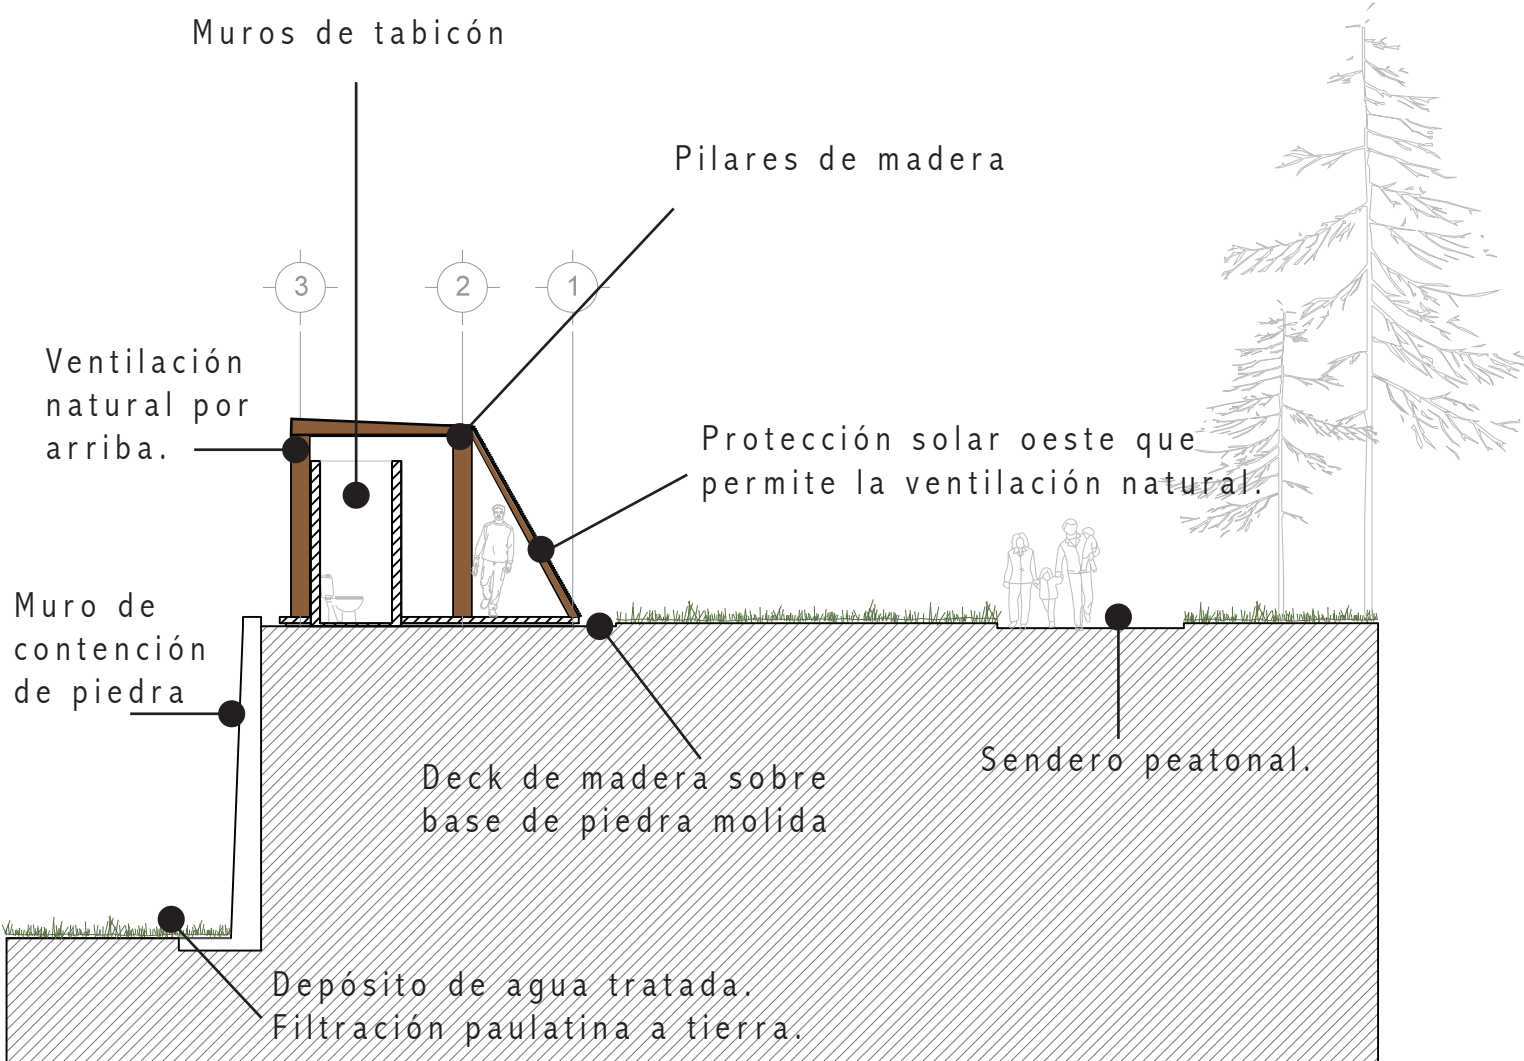 Muros de tabicón
Pilares de madera
3
2
1
Ventilación
natural por
arriba.
Protección solar oeste que
permite la ventilación natural.
Muro de
contención
de piedra
Deck de madera sobre
base de piedra molida
Sendero peatonal.
Depósito de agua tratada.
Filtración paulatina a tierra.